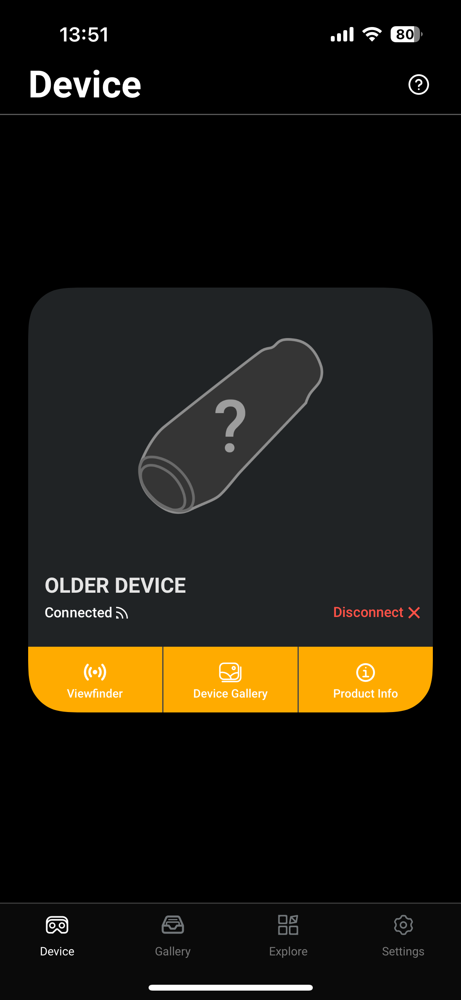 13:51
80
Device
?
?
OLDER DEVICE
Connected
Disconnect
Viewfinder
Device Gallery
Product Info
Device
Gallery
Explore
Settings